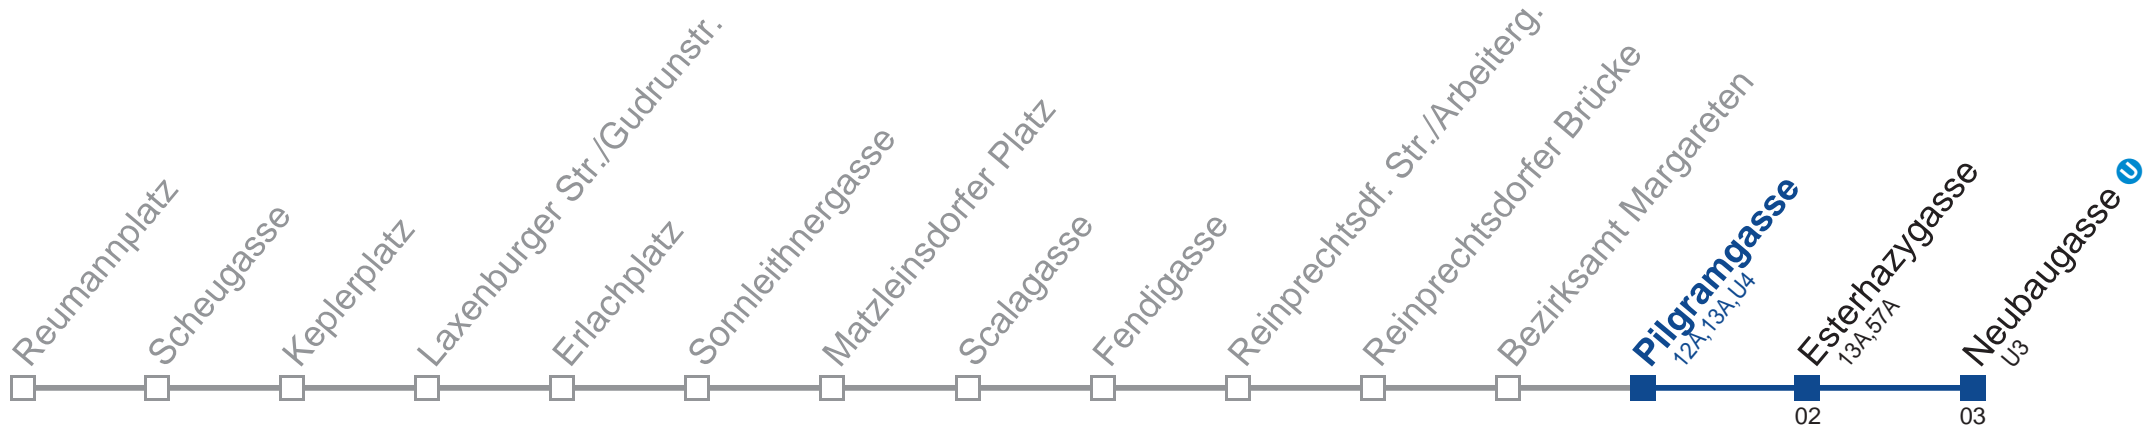 Reumannplatz
Scheugasse
Keplerplatz
Laxenburger Str./Gudrunstr.
Erlachplatz
Sonnleithnergasse
Matzleinsdorfer Platz
Scalagasse
Fendigasse
Reinprechtsdf. Str./Arbeiterg.
Reinprechtsdorfer Brücke
Bezirksamt Margareten
Pilgramgasse
12A, 13A, U4
Esterhazygasse
13A, 57A
02
Neubaugasse U
U3
03